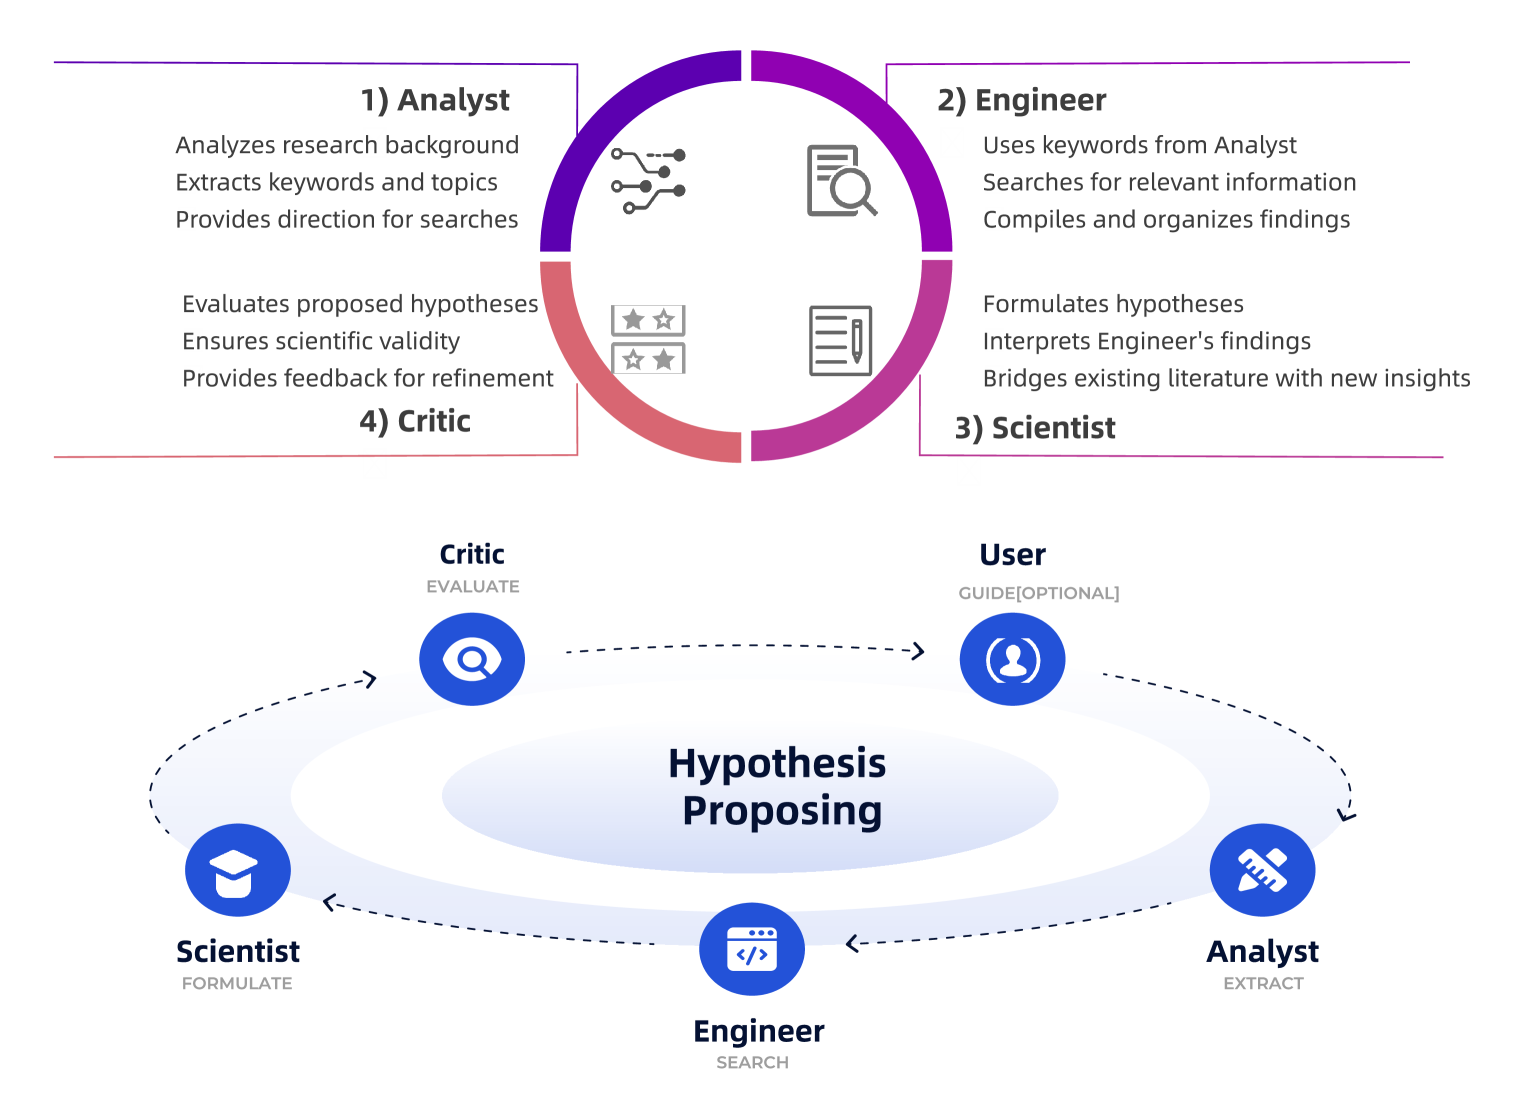 1) Analyst
Analyzes research background
Extracts keywords and topics
Provides direction for searches
2) Engineer
Uses keywords from Analyst
Searches for relevant information
Compiles and organizes findings
Evaluates proposed hypotheses
Ensures scientific validity
Provides feedback for refinement
4) Critic
Formulates hypotheses
Interprets Engineer's findings
Bridges existing literature with new insights
3) Scientist
Critic
EVALUATE
User
GUIDE[OPTIONAL]
Hypothesis
Proposing
Scientist
FORMULATE
Engineer
SEARCH
Analyst
EXTRACT